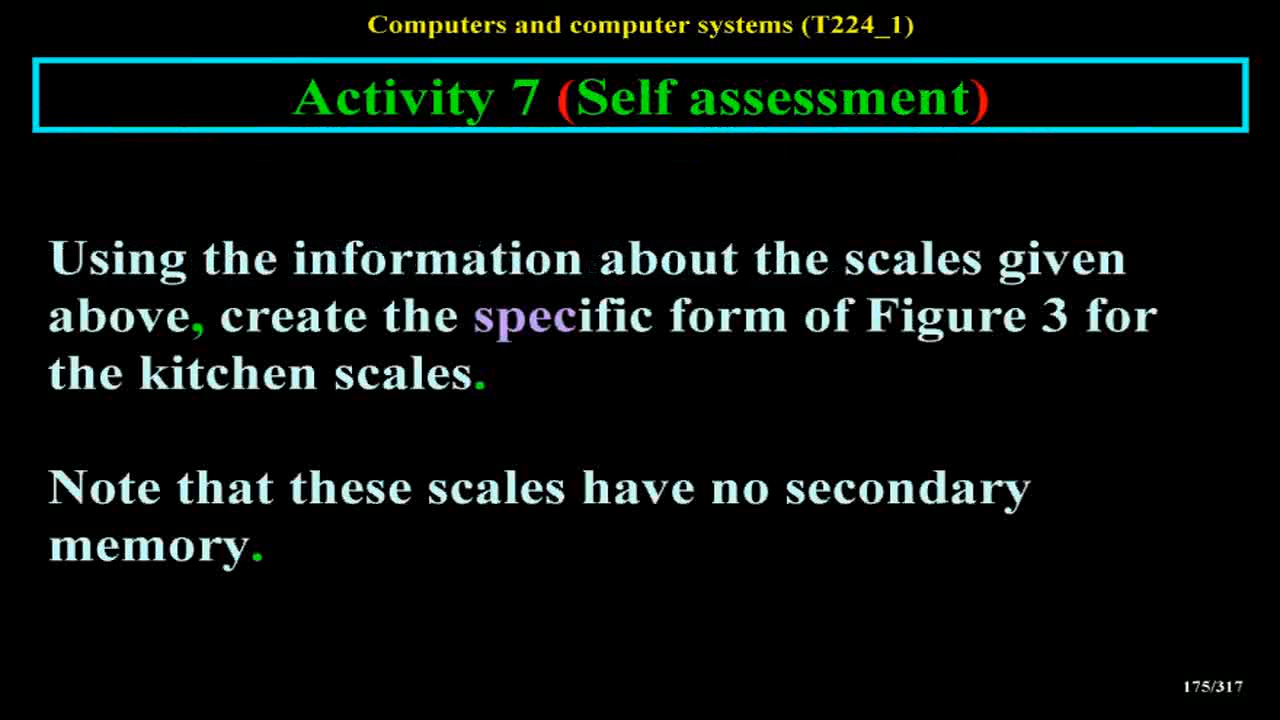 Computers and computer systems (T224_1)
Activity 7 (Self assessment)
Using the information about the scales given
above, create the specific form of Figure 3 for
the kitchen scales.
Note that these scales have no secondary
memory.
175/317